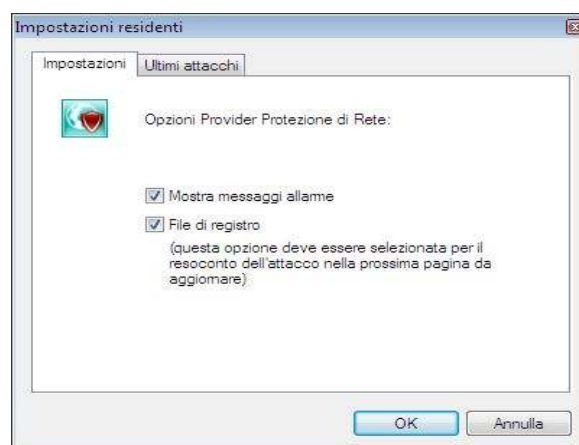 Impostazioni residenti
Impostazioni
Ultimi attacchi
Opzioni Provider Protezione di Rete:
Mostra messaggi allarme
File di registro
(questa opzione deve essere selezionata per il
resoconto dell'attacco nella prossima pagina da
aggiornare)
OK
Annulla